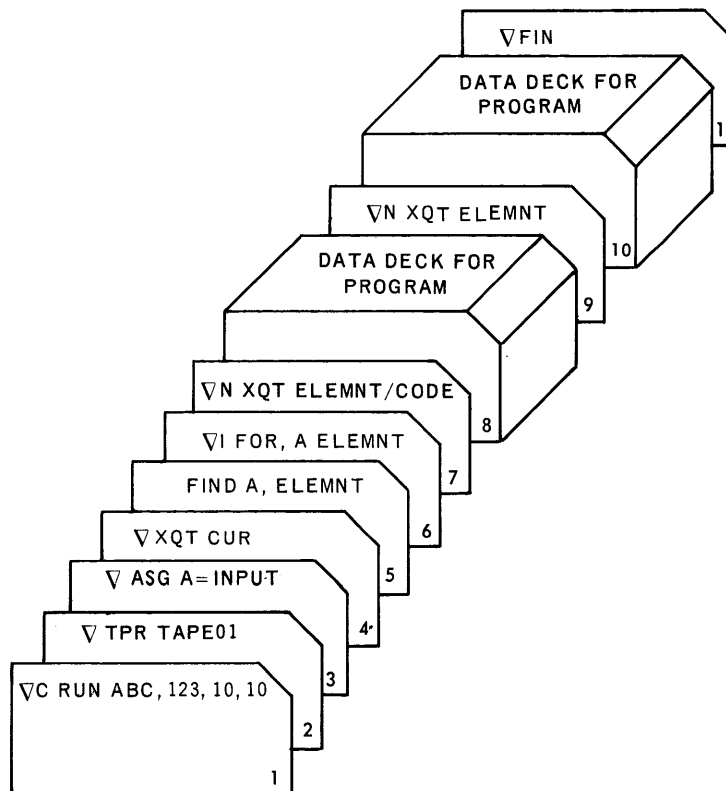 ∇FIN
DATA DECK FOR
PROGRAM
1
∇N XQT ELEMNT
10
DATA DECK FOR
PROGRAM
9
∇N XQT ELEMNT/CODE
8
∇I FOR, A ELEMNT
7
FIND A, ELEMNT
6
∇ XQT CUR
5
∇ ASG A=INPUT
4
∇ TPR TAPE01
3
∇C RUN ABC, 123, 10, 10
2
1